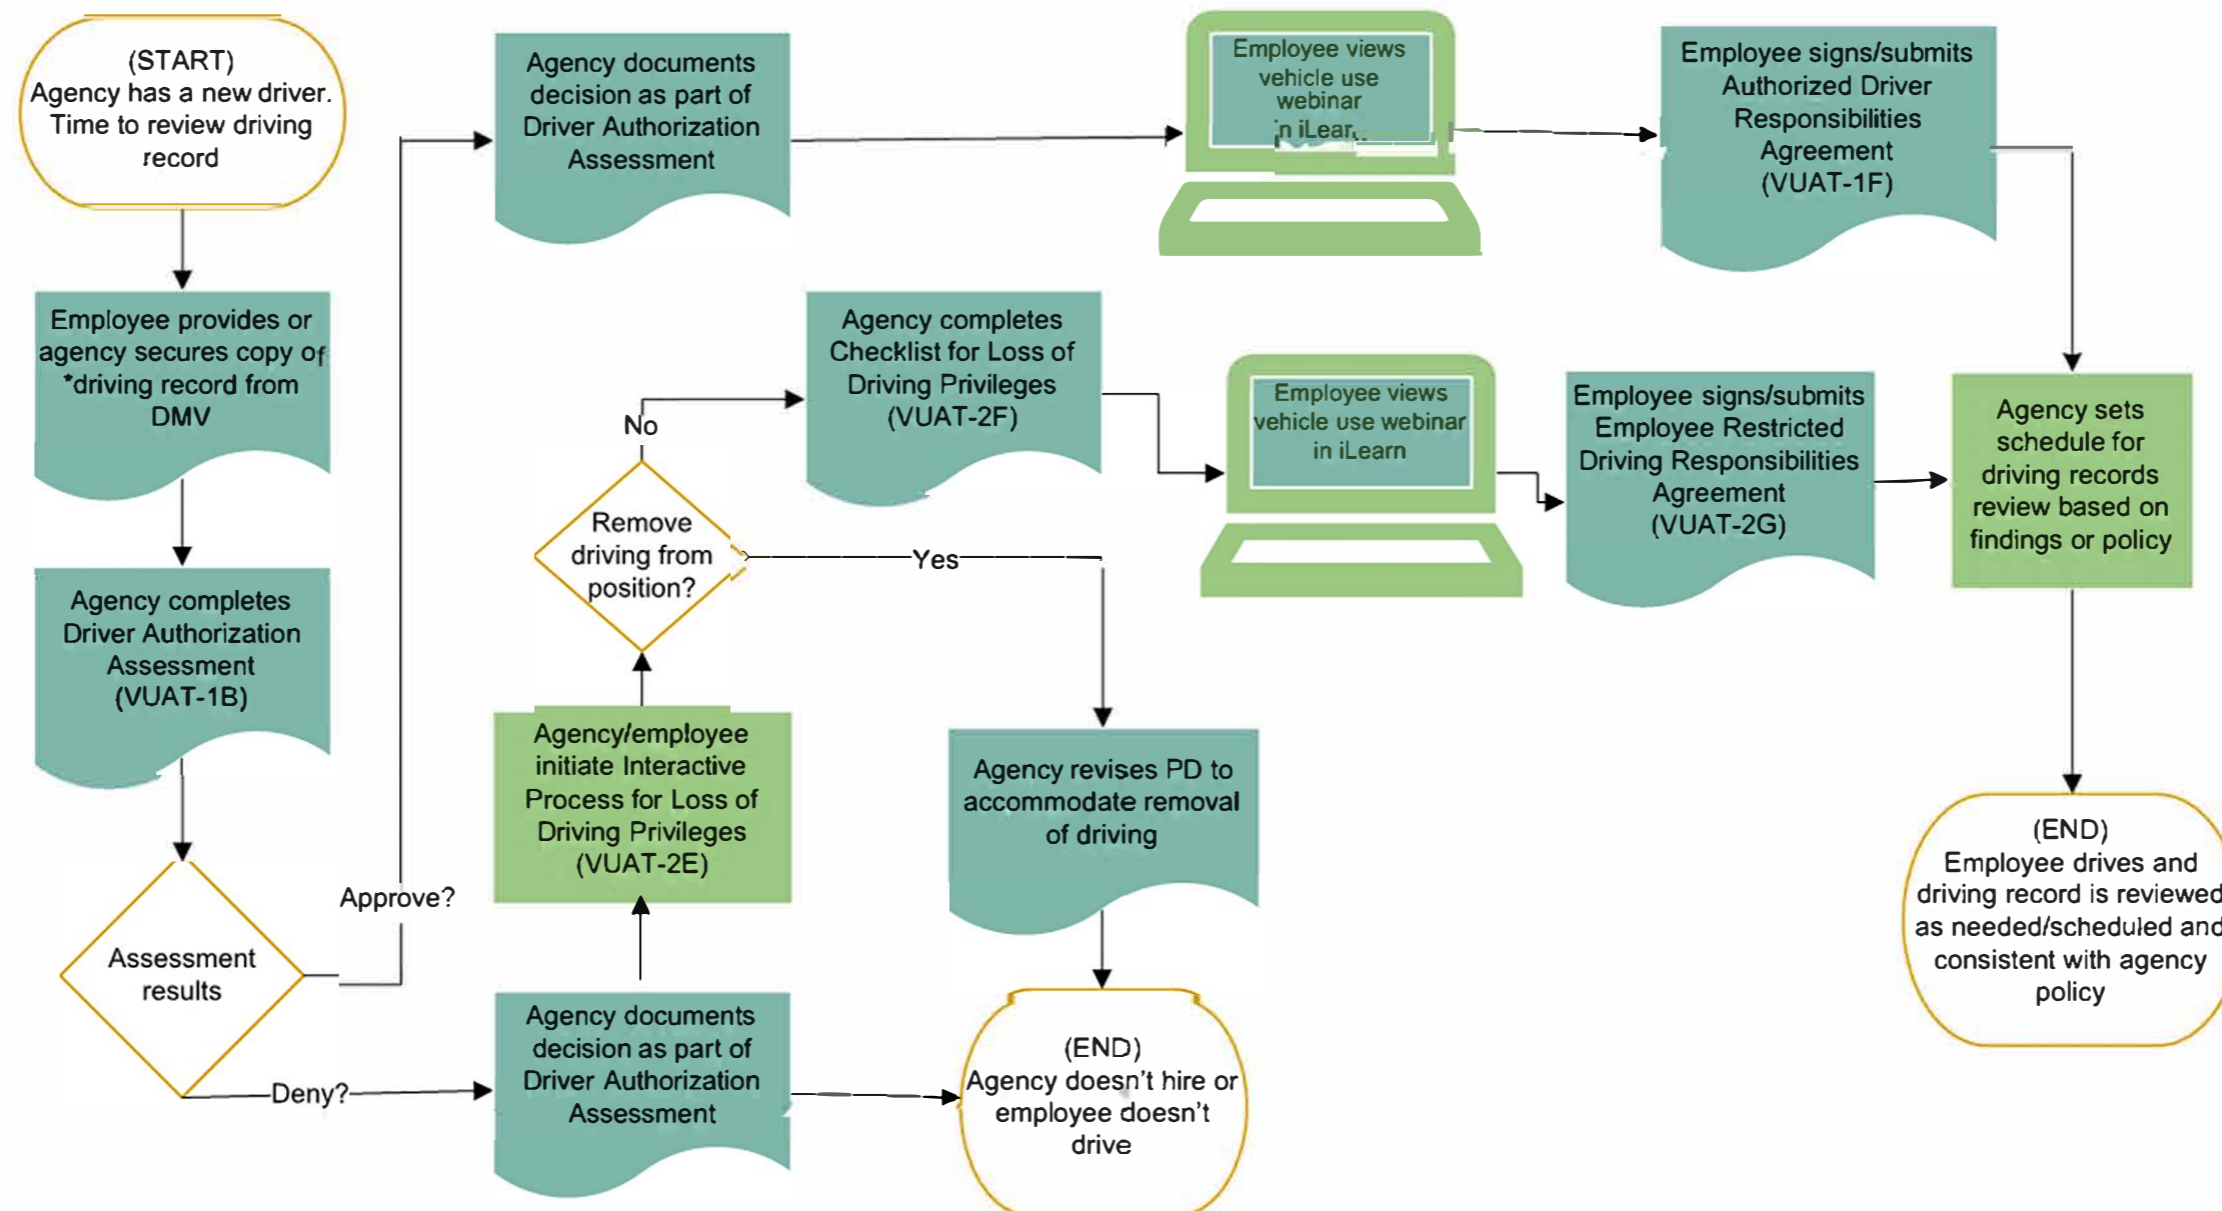 (START)
Agency has a new driver.
Time to review driving
record
Employee provides or
agency secures copy of
*driving record from
DMV
Agency completes
Driver Authorization
Assessment
(VUAT-1B)
Assessment
results
Approve?
Deny?
Agency documents
decision as part of
Driver Authorization
Assessment
Employee views
vehicle use
webinar
in iLearn
Employee signs/submits
Authorized Driver
Responsibilities
Agreement
(VUAT-1F)
Agency documents
decision as part of
Driver Authorization
Assessment
Agency/employee
initiate Interactive
Process for Loss of
Driving Privileges
(VUAT-2E)
Remove
driving from
position?
No
Yes
Agency completes
Checklist for Loss of
Driving Privileges
(VUAT-2F)
Employee views
vehicle use webinar
in iLearn
Employee signs/submits
Employee Restricted
Driving Responsibilities
Agreement
(VUAT-2G)
Agency sets
schedule for
driving records
review based on
findings or policy
Agency revises PD to
accommodate removal
of driving
(END)
Agency doesn't hire or
employee doesn't
drive
(END)
Employee drives and
driving record is reviewed
as needed/scheduled and
consistent with agency
policy